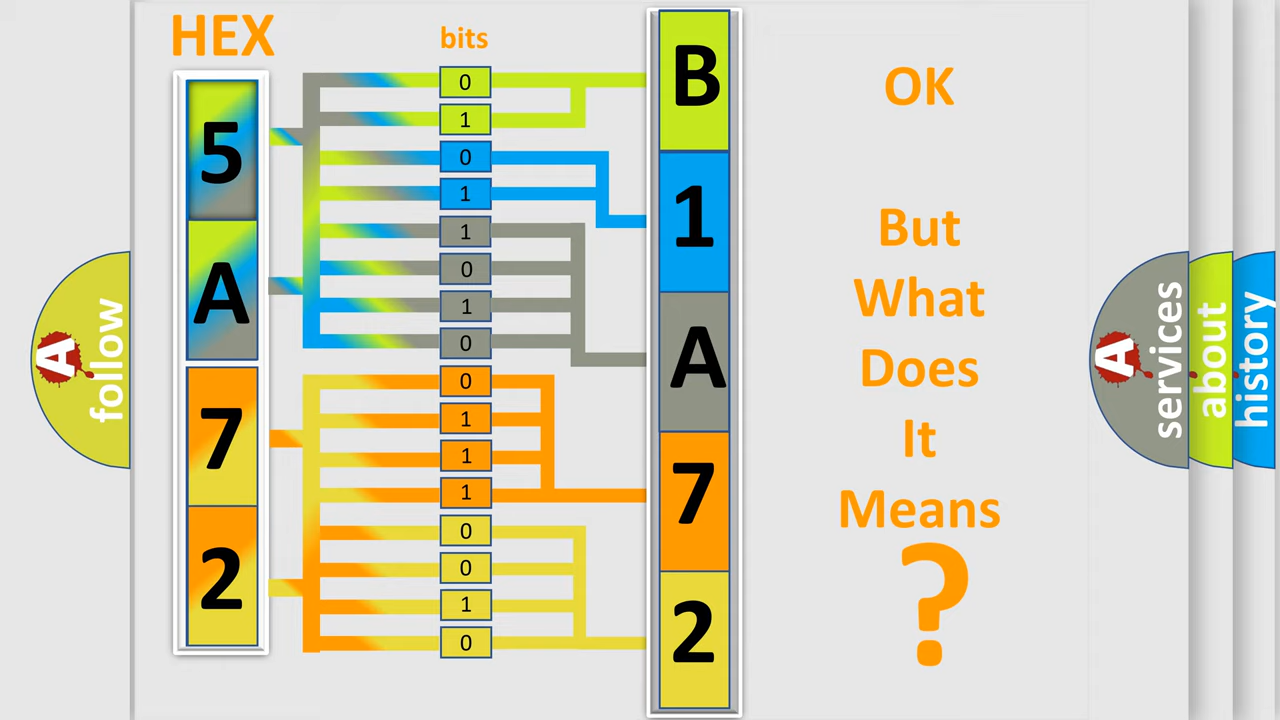 HEX
bits
5
A
7
2
0
1
0
1
1
0
1
0
0
1
1
1
0
0
1
0
B
1
A
7
2
OK
But
What
Does
It
Means
?
A
follow
A
services
about
history